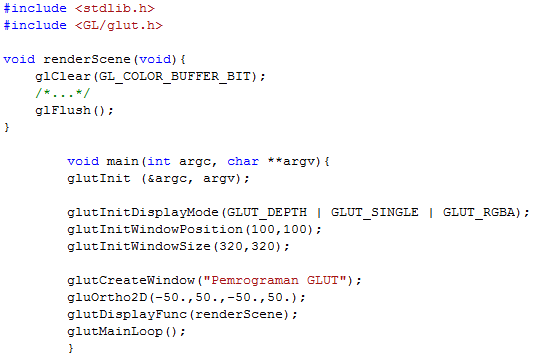 #include <stdlib.h>
#include <GL/glut.h>
void renderScene(void){
glClear(GL_COLOR_BUFFER_BIT);
/*...*/
glFlush();
}
void main(int argc, char **argv){
glutInit (&argc, argv);
glutInitDisplayMode(GLUT_DEPTH | GLUT_SINGLE | GLUT_RGBA);
glutInitWindowPosition(100,100);
glutInitWindowSize(320,320);
glutCreateWindow("Pemrograman GLUT");
gluOrtho2D(-50.,50.,-50.,50.);
glutDisplayFunc(renderScene);
glutMainLoop();
}